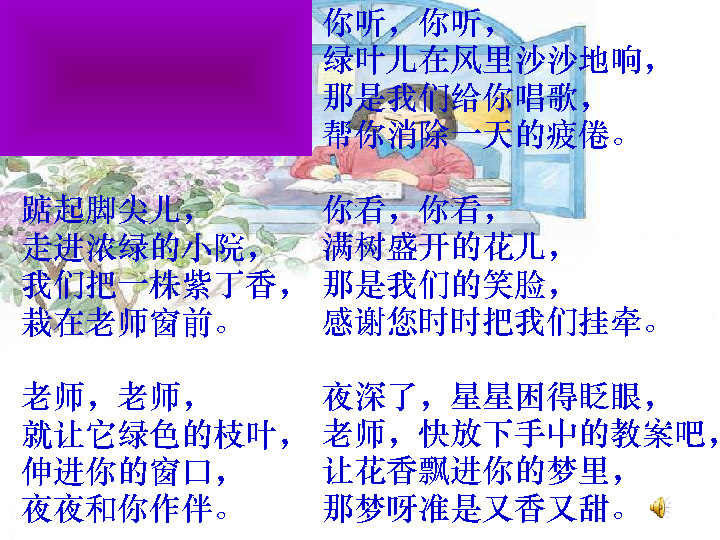 踮起脚尖儿，
走进浓绿的小院，
我们把一株紫丁香，
栽在老师窗前。
老师，老师，
就让它绿色的枝叶，
伸进你的窗口，
夜夜和你作伴。
你听，你听，
绿叶儿在风里沙沙地响，
那是我们给你唱歌，
帮你消除一天的疲倦。
你看，你看，
满树盛开的花儿，
那是我们的笑脸，
感谢您时时把我们挂牵。
夜深了，星星困得眨眼，
老师，快放下手中的教案吧，
让花香飘进你的梦里，
那梦呀准是又香又甜。